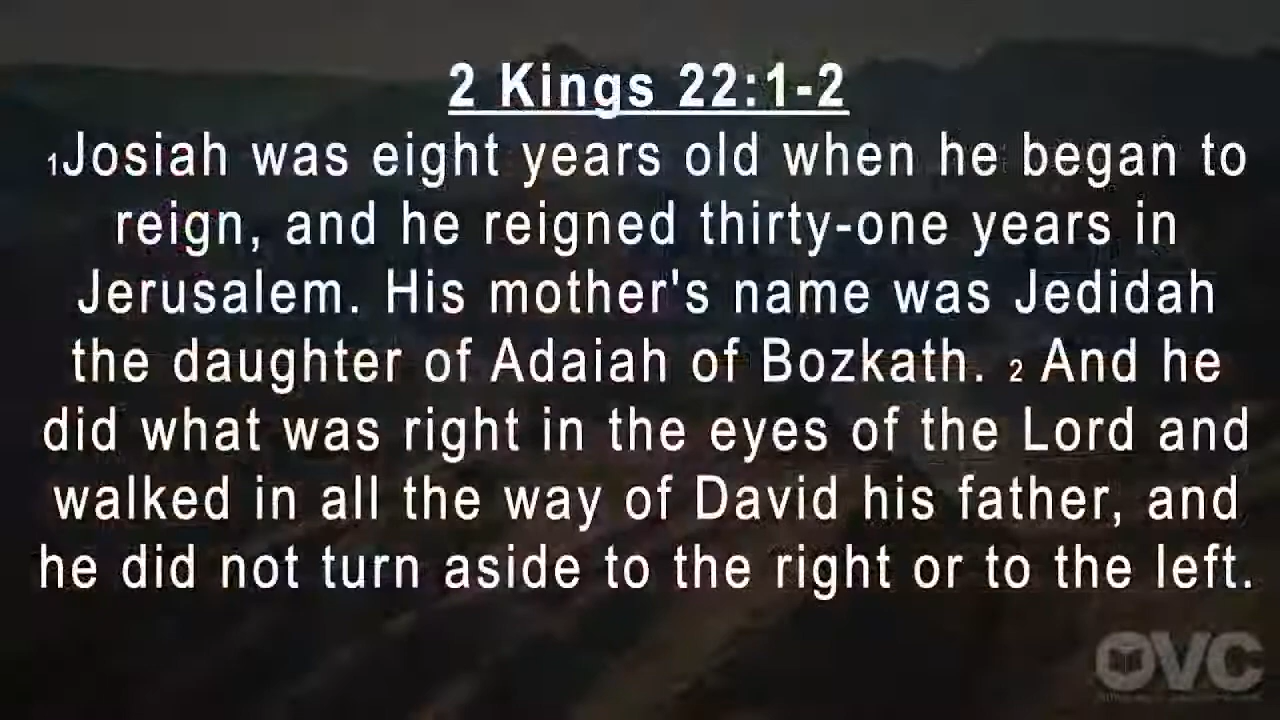 2 Kings 22:1-2
1Josiah was eight years old when he began to
reign, and he reigned thirty-one years in
Jerusalem. His mother's name was Jedidah
the daughter of Adaiah of Bozkath. 2 And he
did what was right in the eyes of the Lord and
walked in all the way of David his father, and
he did not turn aside to the right or to the left.
OVC